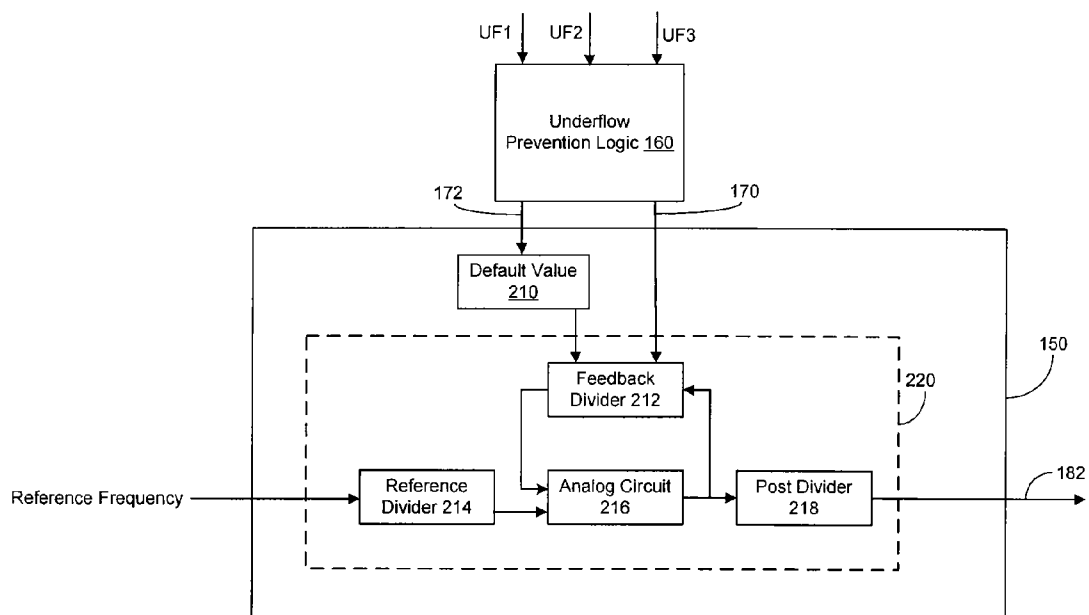 UF1
UF2
UF3
Underflow
Prevention Logic 160
172
170
Default Value
210
150
220
Feedback
Divider 212
Reference Frequency
Reference
Divider 214
Analog Circuit
216
Post Divider
218
182